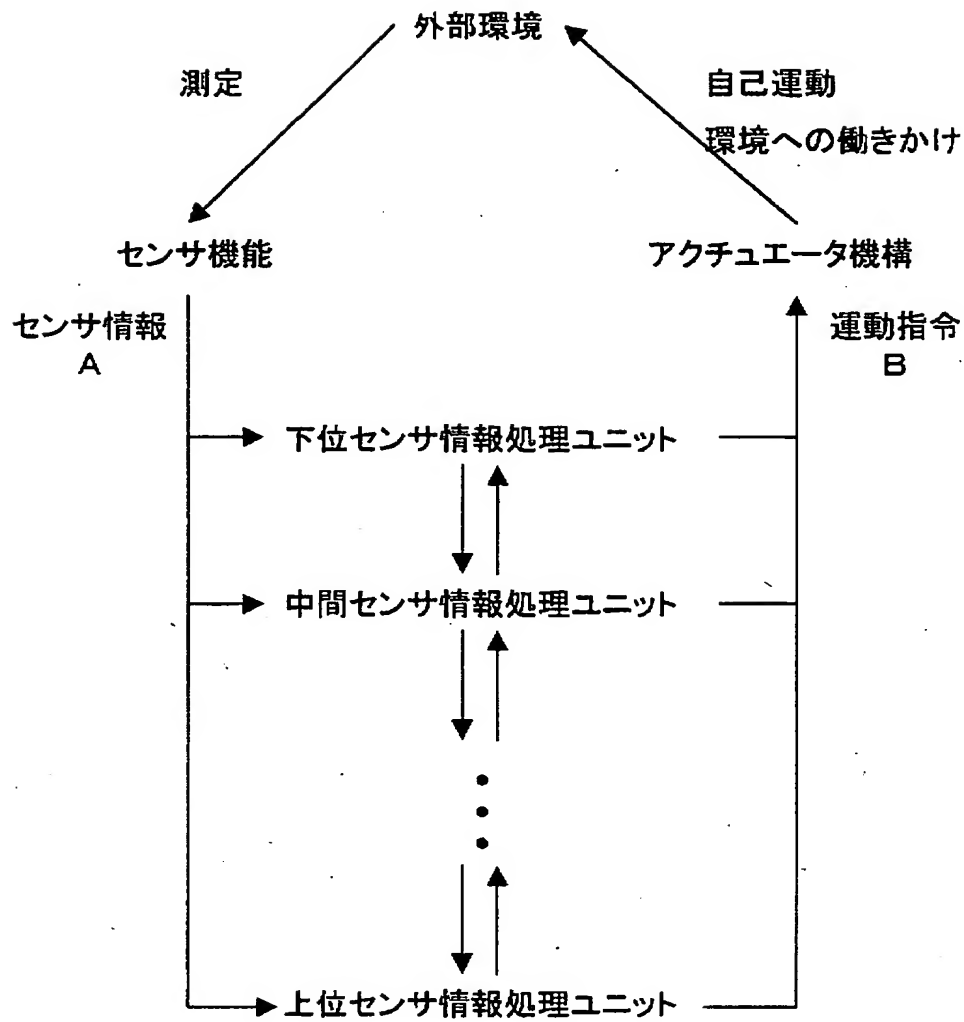 外部環境
測定
自己運動
環境への働きかけ
センサ機能
アクチュエータ機構
センサ情報
A
運動指令
B
下位センサ情報処理ユニット
中間センサ情報処理ユニット
上位センサ情報処理ユニット